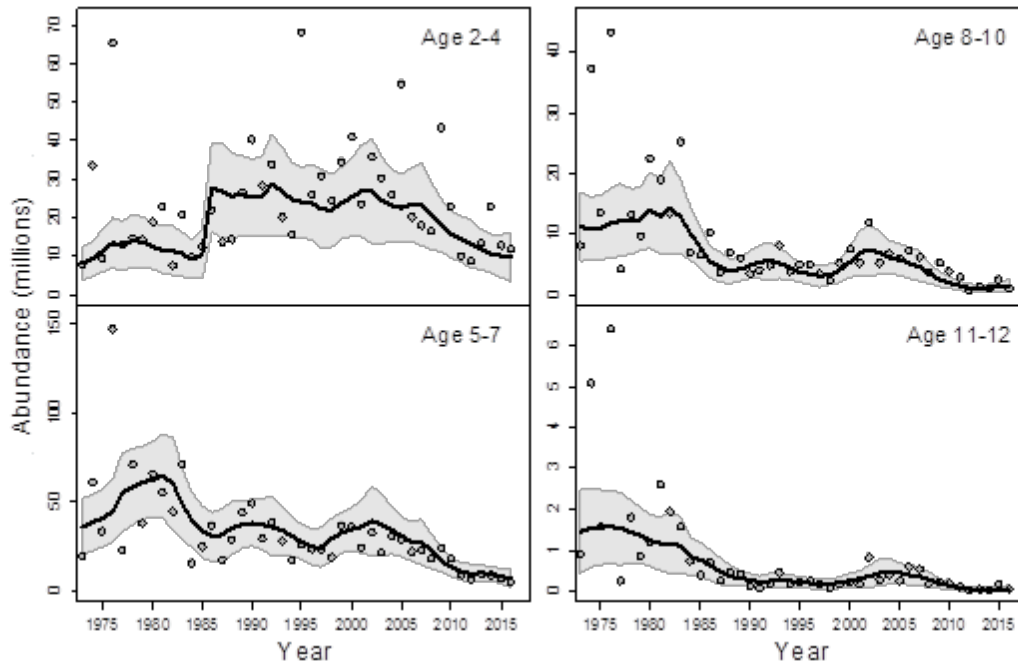 Abundance (millions)
Age 2-4
0 10 20 30 40 50 60 70
Age 8-10
0 10 20 30 40
Age 5-7
0 50 100 150
Age 11-12
0 1 2 3 4 5 6
1975 1980 1985 1990 1995 2000 2005 2010 2015
1975 1980 1985 1990 1995 2000 2005 2010 2015
Year
Year